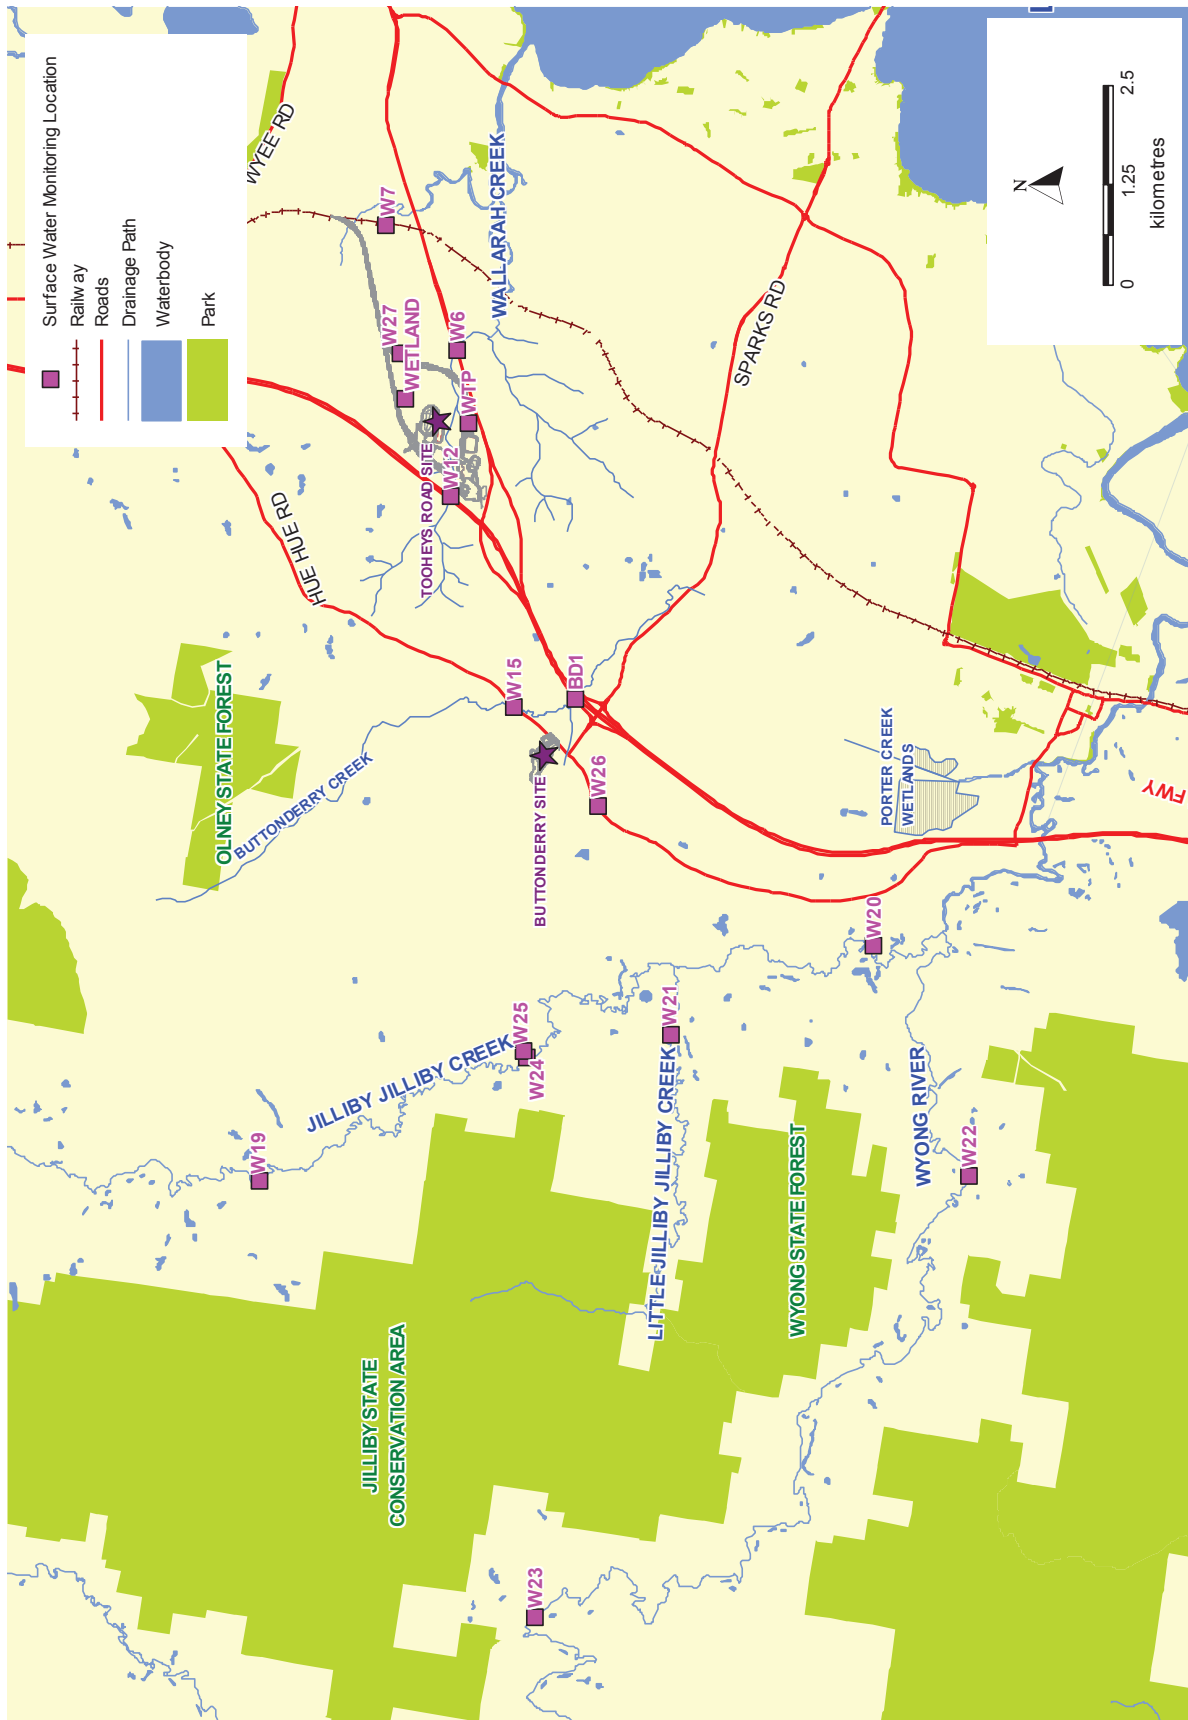 Surface Water Monitoring Location
Railway
Roads
Drainage Path
Waterbody
Park
WYEE RD
W7
WALLARAH CREEK
W27
WETLAND
W6
WTP
TOOHEYS ROAD SITE
W12
HUE HUE RD
SPARKS RD
OLNEY STATE FOREST
BUTTONDERRY CREEK
W15
BD1
BUTTONDERRY SITE
W26
PORTER CREEK
WETLANDS
FWY
W20
W25
W24
JILLIBY JILLIBY CREEK
W19
W21
LITTLE JILLIBY JILLIBY CREEK
WYONG RIVER
W22
WYONG STATE FOREST
JILLIBY STATE
CONSERVATION AREA
W23
N
0 1.25 2.5
kilometres